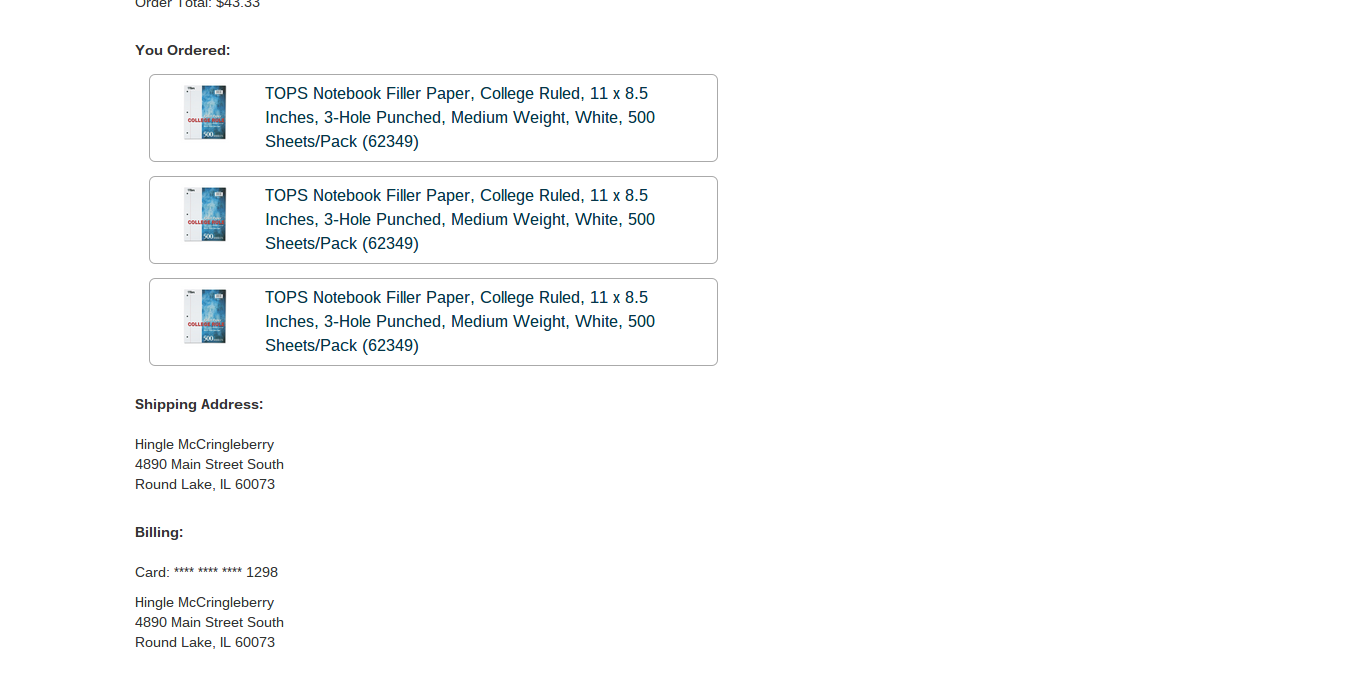 Order Total: $43.33
You Ordered:
TOPS Notebook Filler Paper, College Ruled, 11 x 8.5
Inches, 3-Hole Punched, Medium Weight, White, 500
Sheets/Pack (62349)
TOPS Notebook Filler Paper, College Ruled, 11 x 8.5
Inches, 3-Hole Punched, Medium Weight, White, 500
Sheets/Pack (62349)
TOPS Notebook Filler Paper, College Ruled, 11 x 8.5
Inches, 3-Hole Punched, Medium Weight, White, 500
Sheets/Pack (62349)
Shipping Address:
Hingle McCringleberry
4890 Main Street South
Round Lake, IL 60073
Billing:
Card: **** **** **** 1298
Hingle McCringleberry
4890 Main Street South
Round Lake, IL 60073